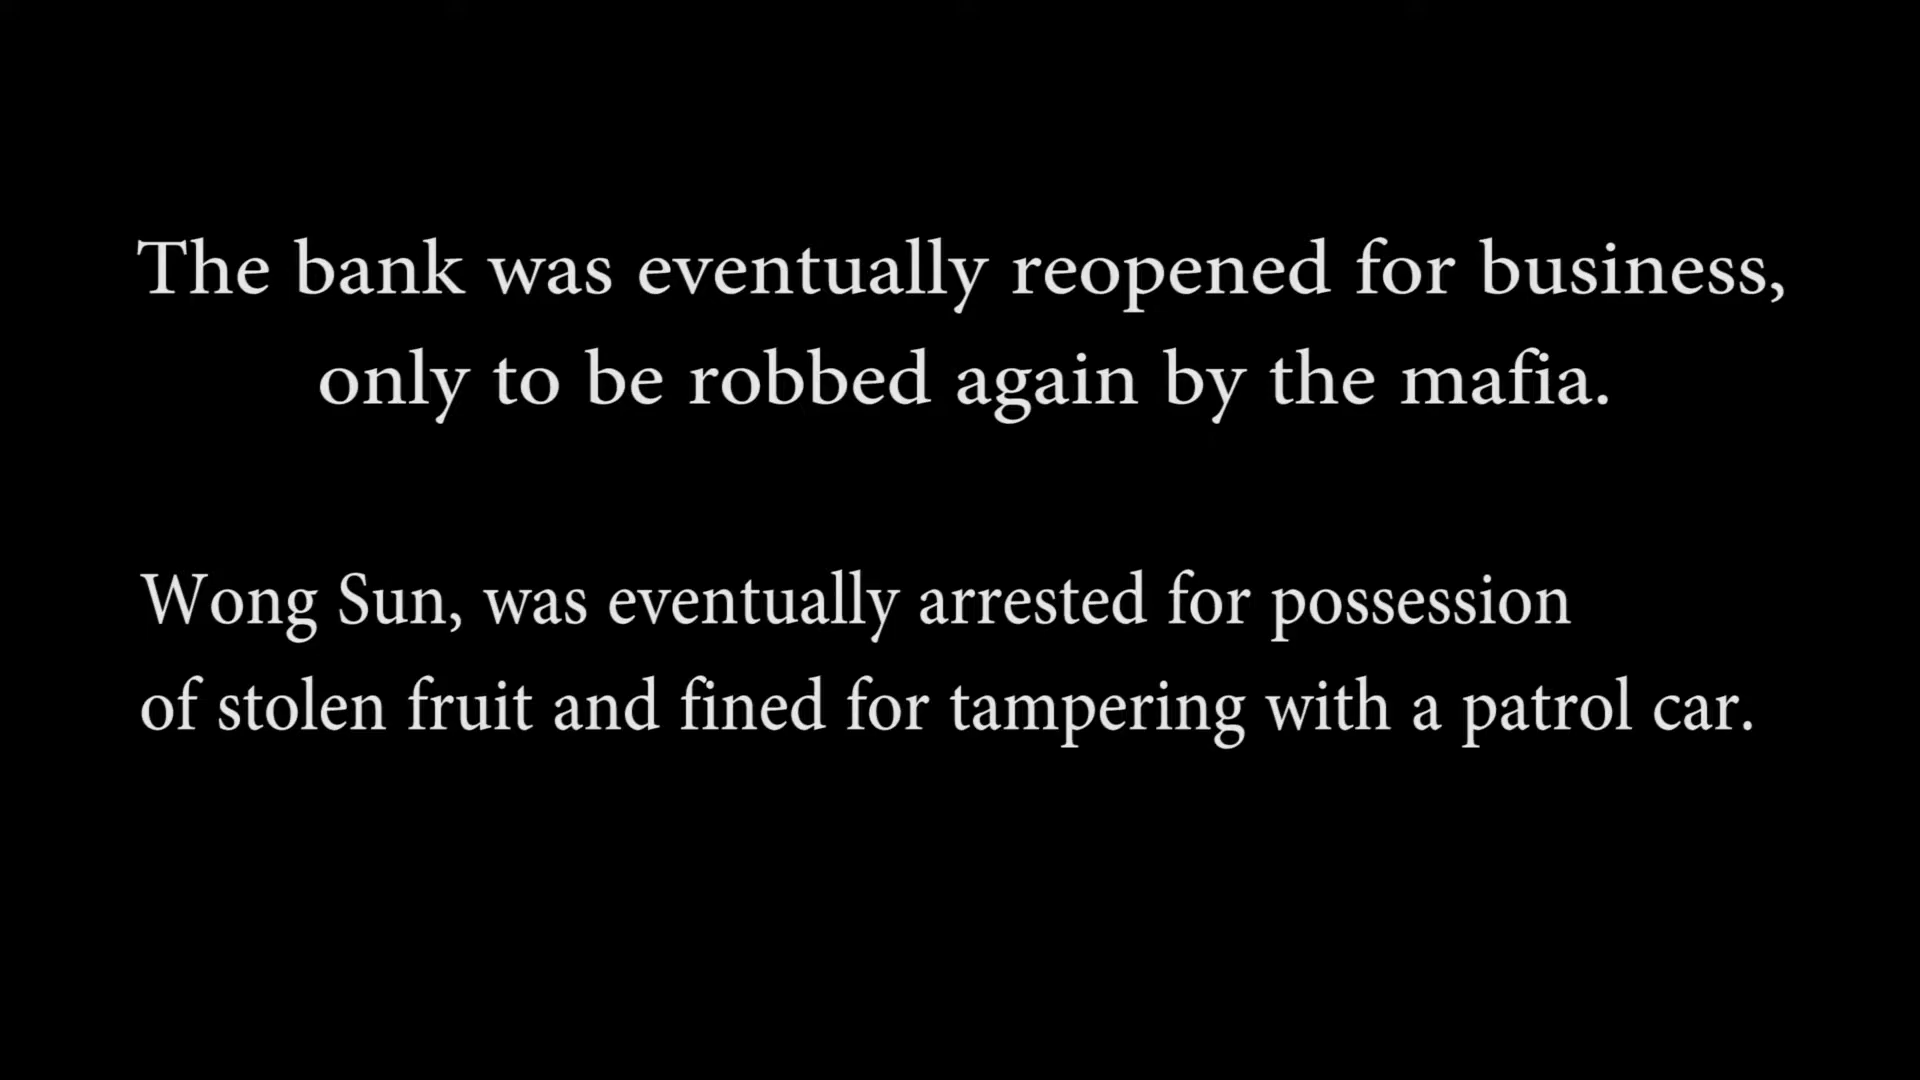 The bank was eventually reopened for business,
only to be robbed again by the mafia.
Wong Sun, was eventually arrested for possession
of stolen fruit and fined for tampering with a patrol car.